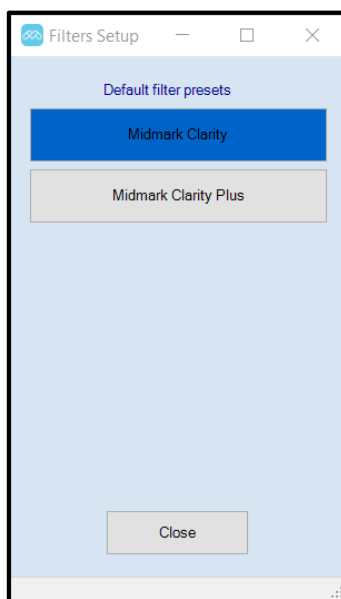 Filters Setup
Default filter presets
Midmark Clarity
Midmark Clarity Plus
Close